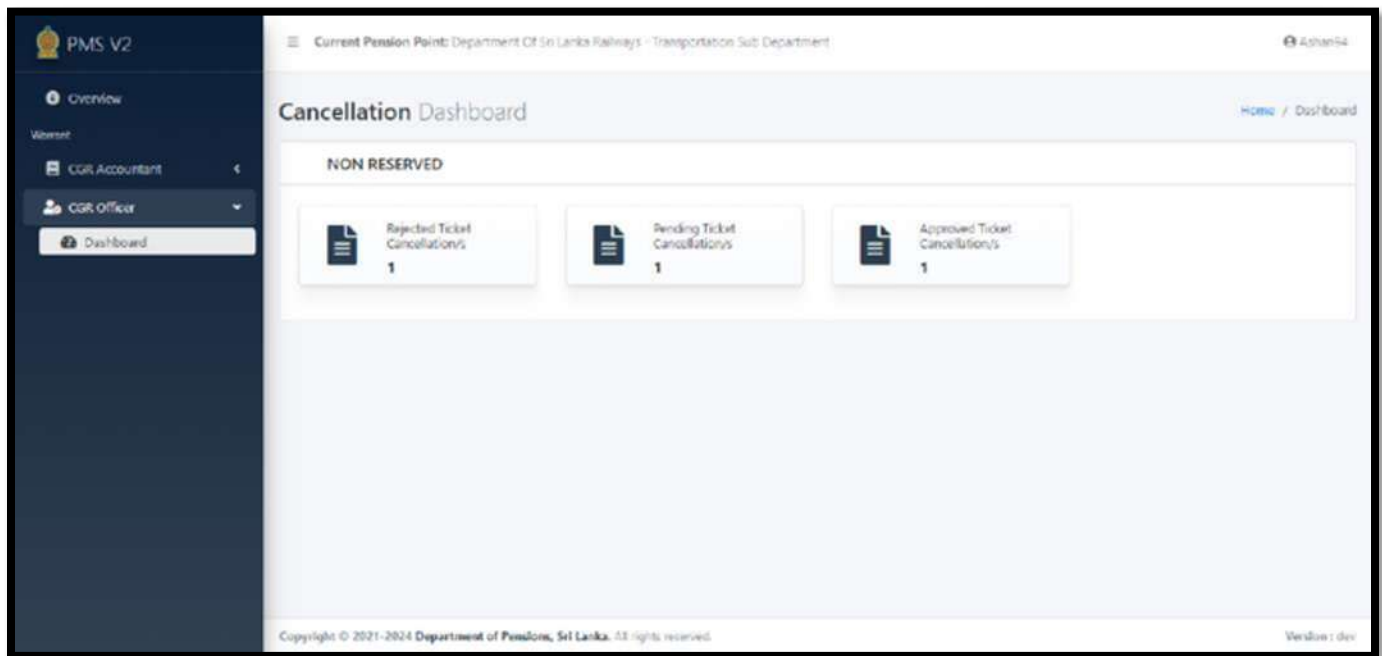 PMS V2
Current Pension Point: Department Of Sri Lanka Railways - Transportation Sub Department
Ashan94
Overview
Warrant
CGR Accountant
CGR Officer
Dashboard
Cancellation Dashboard
Home / Dashboard
NON RESERVED
Rejected Ticket
Cancellation/s
1
Pending Ticket
Cancellation/s
1
Approved Ticket
Cancellation/s
1
Copyright © 2021-2024 Department of Pensions, Sri Lanka. All rights reserved.
Version : dev